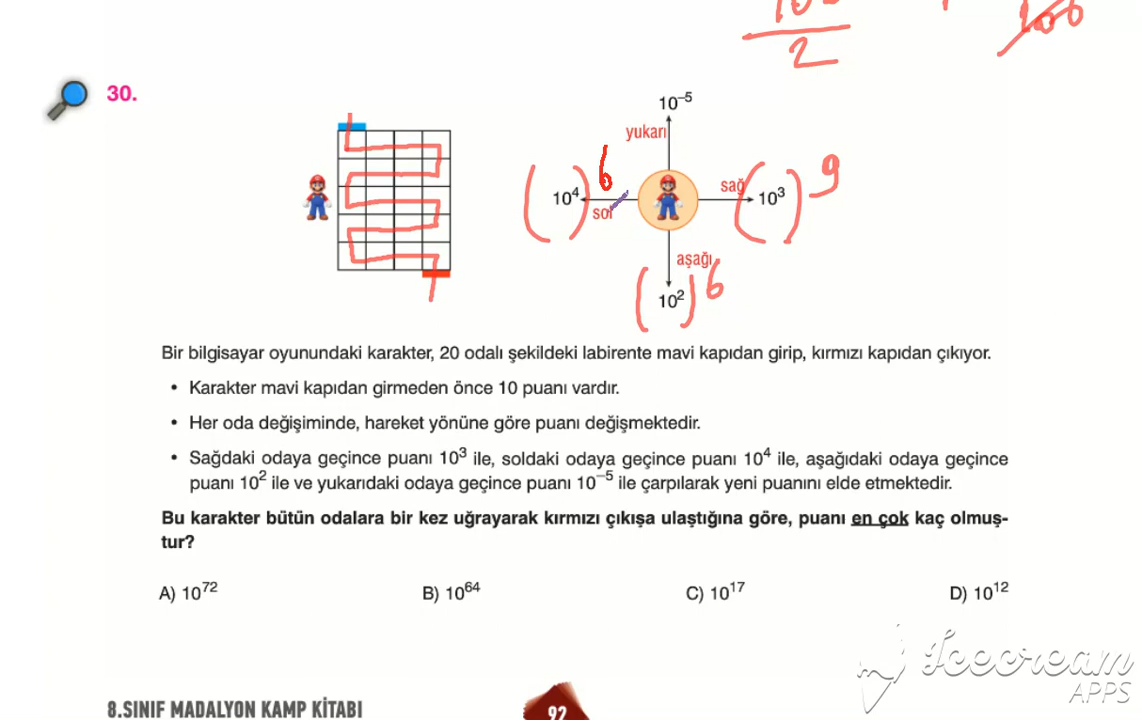 10
2
106
30.
10⁻⁵
yukarı
( 10⁴ )⁶
sol
sağ
( 10³ )⁹
aşağı
( 10² )⁶
Bir bilgisayar oyunundaki karakter, 20 odalı şekildeki labirente mavi kapıdan girip, kırmızı kapıdan çıkıyor.
• Karakter mavi kapıdan girmeden önce 10 puanı vardır.
• Her oda değişiminde, hareket yönüne göre puanı değişmektedir.
• Sağdaki odaya geçince puanı 10³ ile, soldaki odaya geçince puanı 10⁴ ile, aşağıdaki odaya geçince
puanı 10² ile ve yukarıdaki odaya geçince puanı 10⁻⁵ ile çarpılarak yeni puanını elde etmektedir.
Bu karakter bütün odalara bir kez uğrayarak kırmızı çıkışa ulaştığına göre, puanı en çok kaç olmuş-
tur?
A) 10⁷² B) 10⁶⁴ C) 10¹⁷ D) 10¹²
Icecream
APPS
8.SINIF MADALYON KAMP KİTABI
92